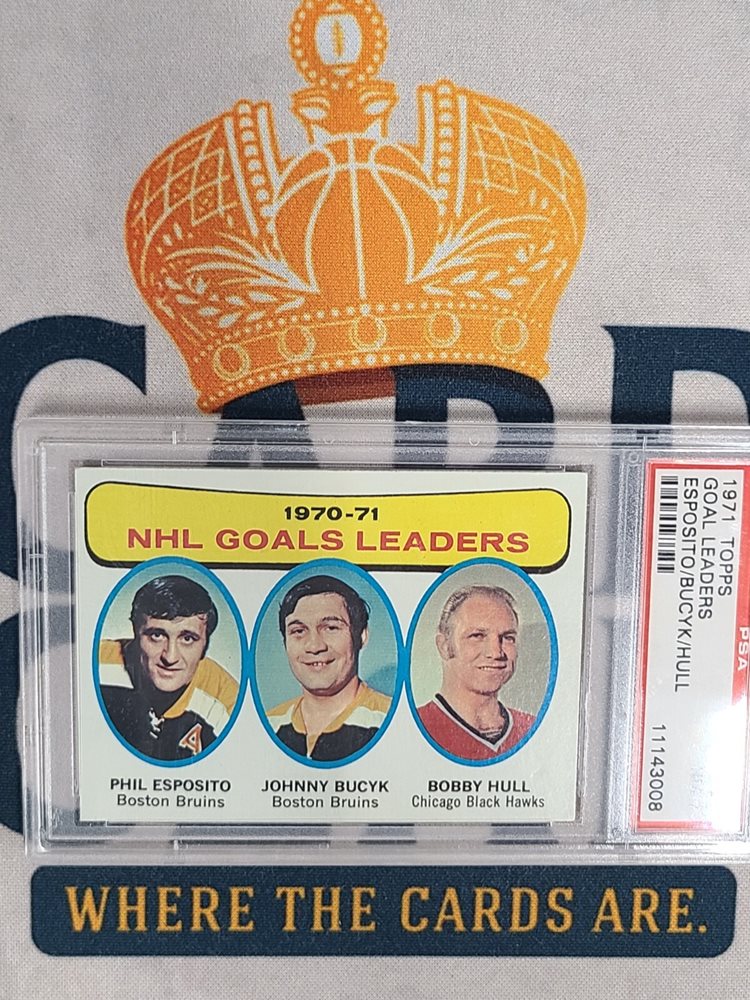 CARD
1970-71
NHL GOALS LEADERS
PHIL ESPOSITO
Boston Bruins
JOHNNY BUCYK
Boston Bruins
BOBBY HULL
Chicago Black Hawks
1971 TOPPS
GOAL LEADERS
ESPOSITO/BUCYK/HULL
PSA
11143008
A
WHERE THE CARDS ARE.